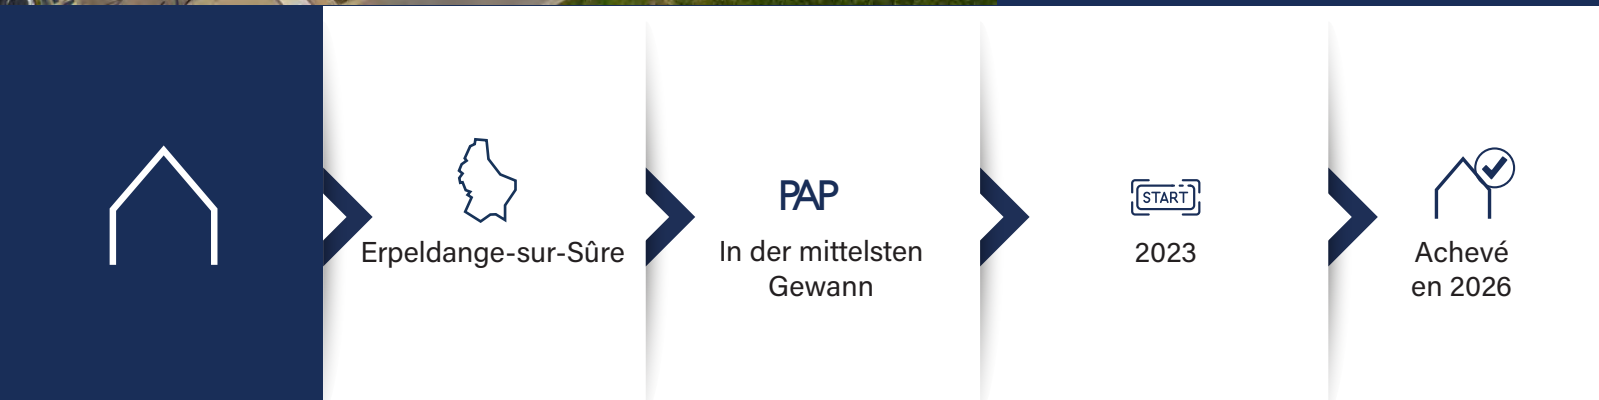 Erpeldange-sur-Sûre
PAP
In der mittelsten
Gewann
START
2023
Achevé
en 2026